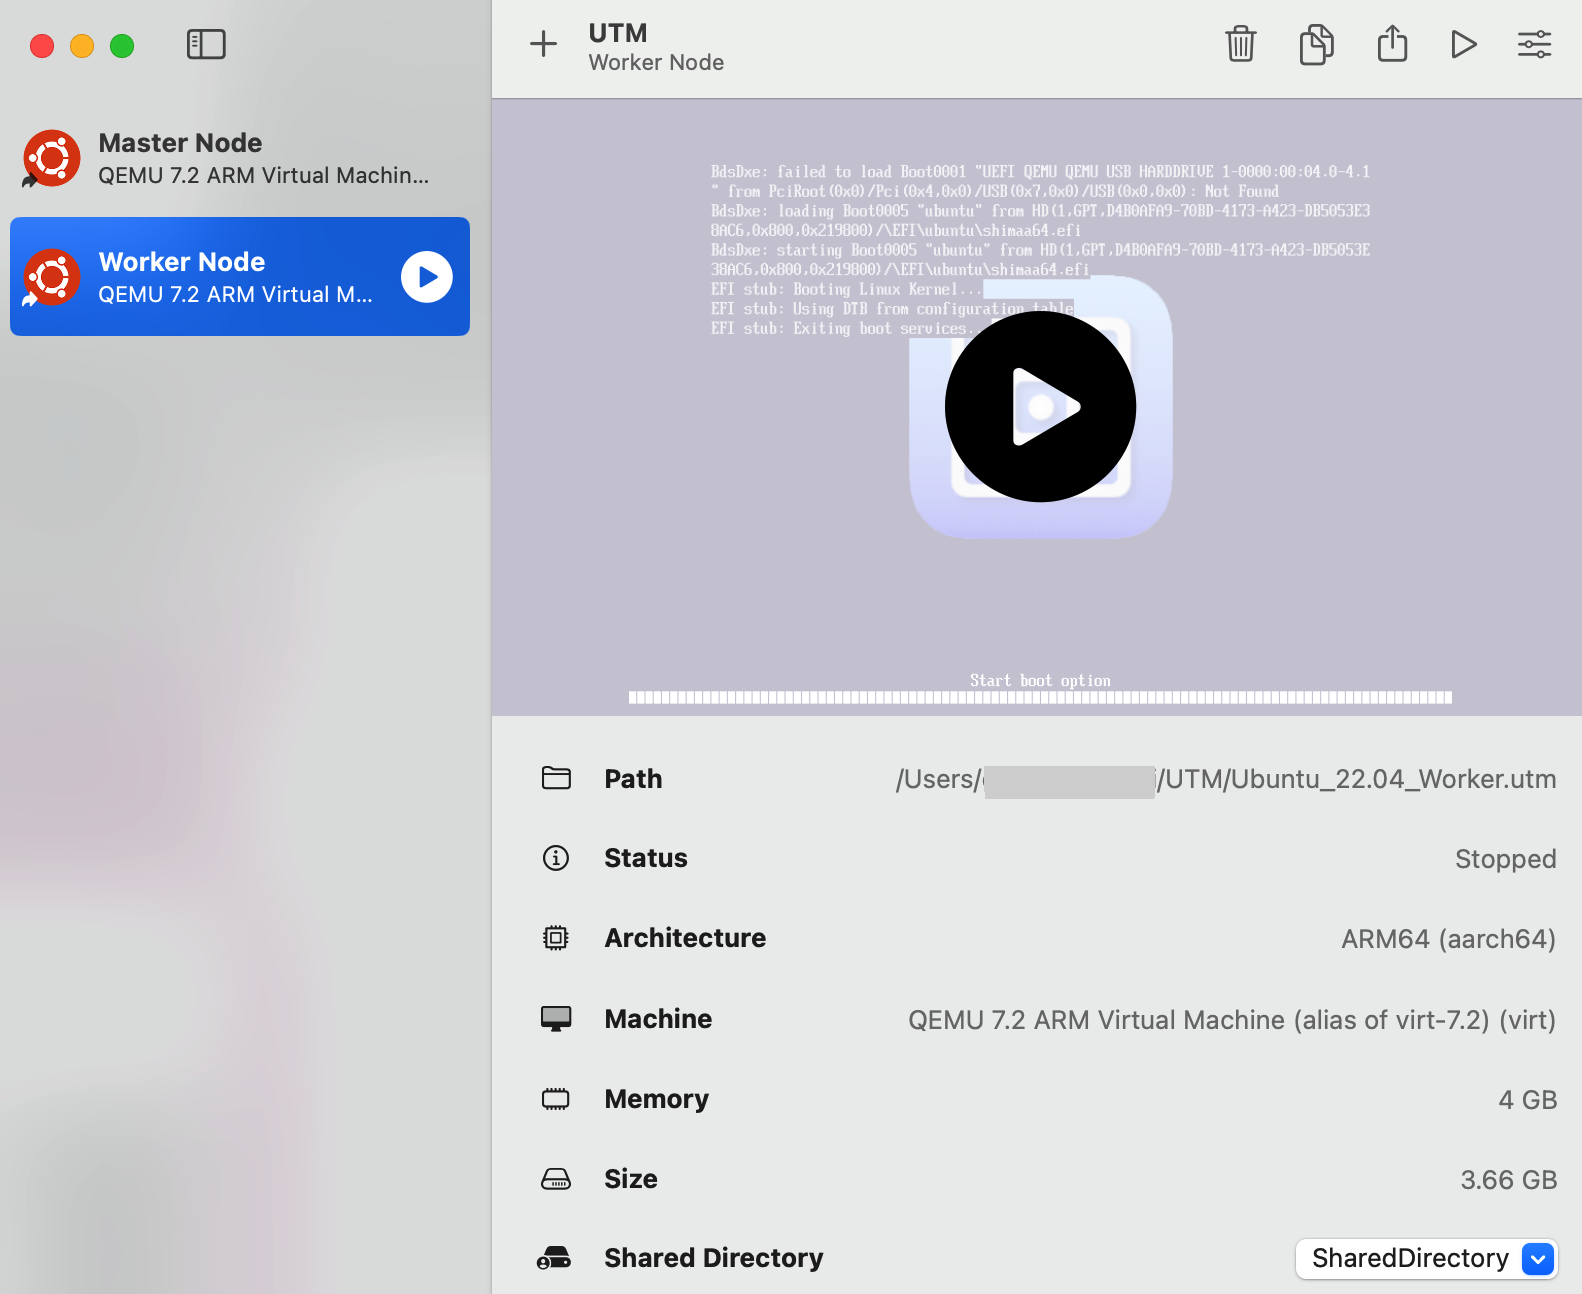 UTM
Worker Node
Master Node
QEMU 7.2 ARM Virtual Machin...
Worker Node
QEMU 7.2 ARM Virtual M...
BdsDxe: failed to load Boot0001 "UEFI QEMU QEMU USB HARDDRIVE 1-0000:00:04.0-4.1
" from PciRoot(0x0)/Pci(0x4,0x0)/USB(0x7,0x0)/USB(0x0,0x0): Not Found
BdsDxe: loading Boot0005 "ubuntu" from HD(1,GPT,D4B0AFA9-70BD-4173-A423-DB5053E3
8AC6,0x800,0x219800)/\EFI\ubuntu\shimaa64.efi
BdsDxe: starting Boot0005 "ubuntu" from HD(1,GPT,D4B0AFA9-70BD-4173-A423-DB5053E
38AC6,0x800,0x219800)/\EFI\ubuntu\shimaa64.efi
EFI stub: Booting Linux Kernel...
EFI stub: Using DTB from configuration table
EFI stub: Exiting boot services...
Start boot option
Path /Users/ /UTM/Ubuntu_22.04_Worker.utm
Status Stopped
Architecture ARM64 (aarch64)
Machine QEMU 7.2 ARM Virtual Machine (alias of virt-7.2) (virt)
Memory 4 GB
Size 3.66 GB
Shared Directory SharedDirectory